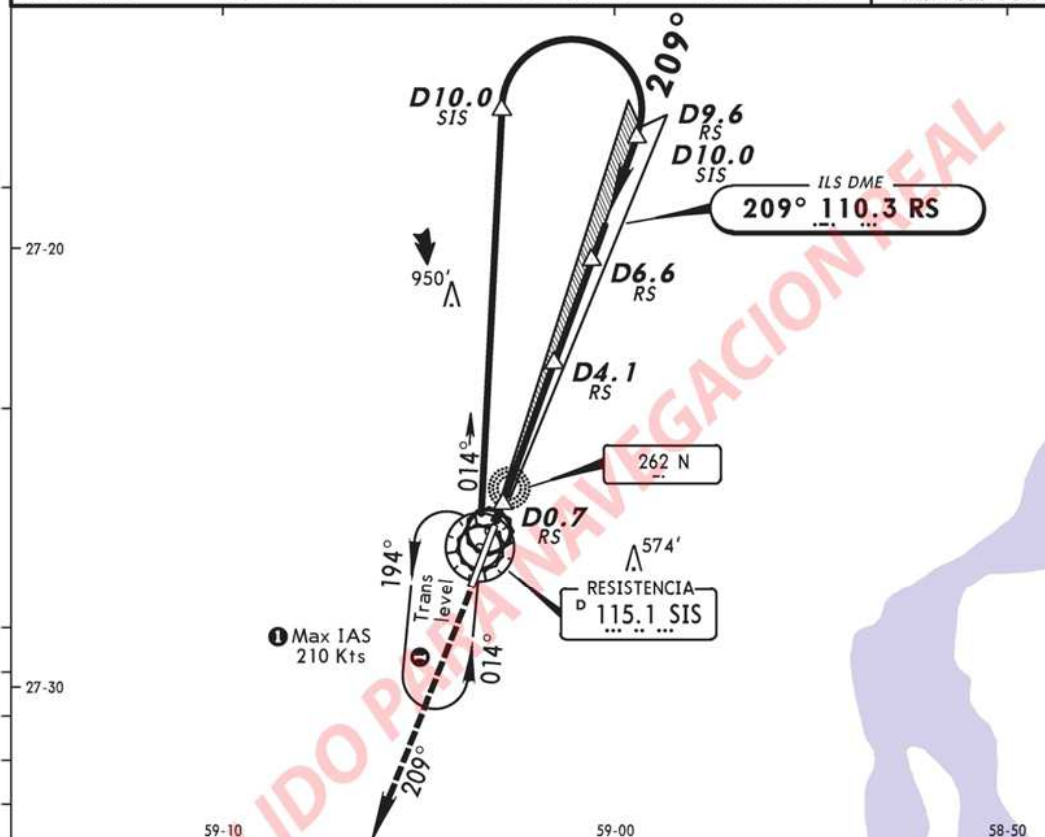 209°
D10.0
SIS
D9.6
RS
D10.0
SIS
ILS DME
209° 110.3 RS
27-20
950'
D6.6
RS
D4.1
RS
014°
262 N
D0.7
RS
574'
194°
Trans
level
RESISTENCIA
D 115.1 SIS
1 Max IAS
210 Kts
1
014°
27-30
209°
59-10
59-00
58-50
IDO PARA NAVEGACION REAL